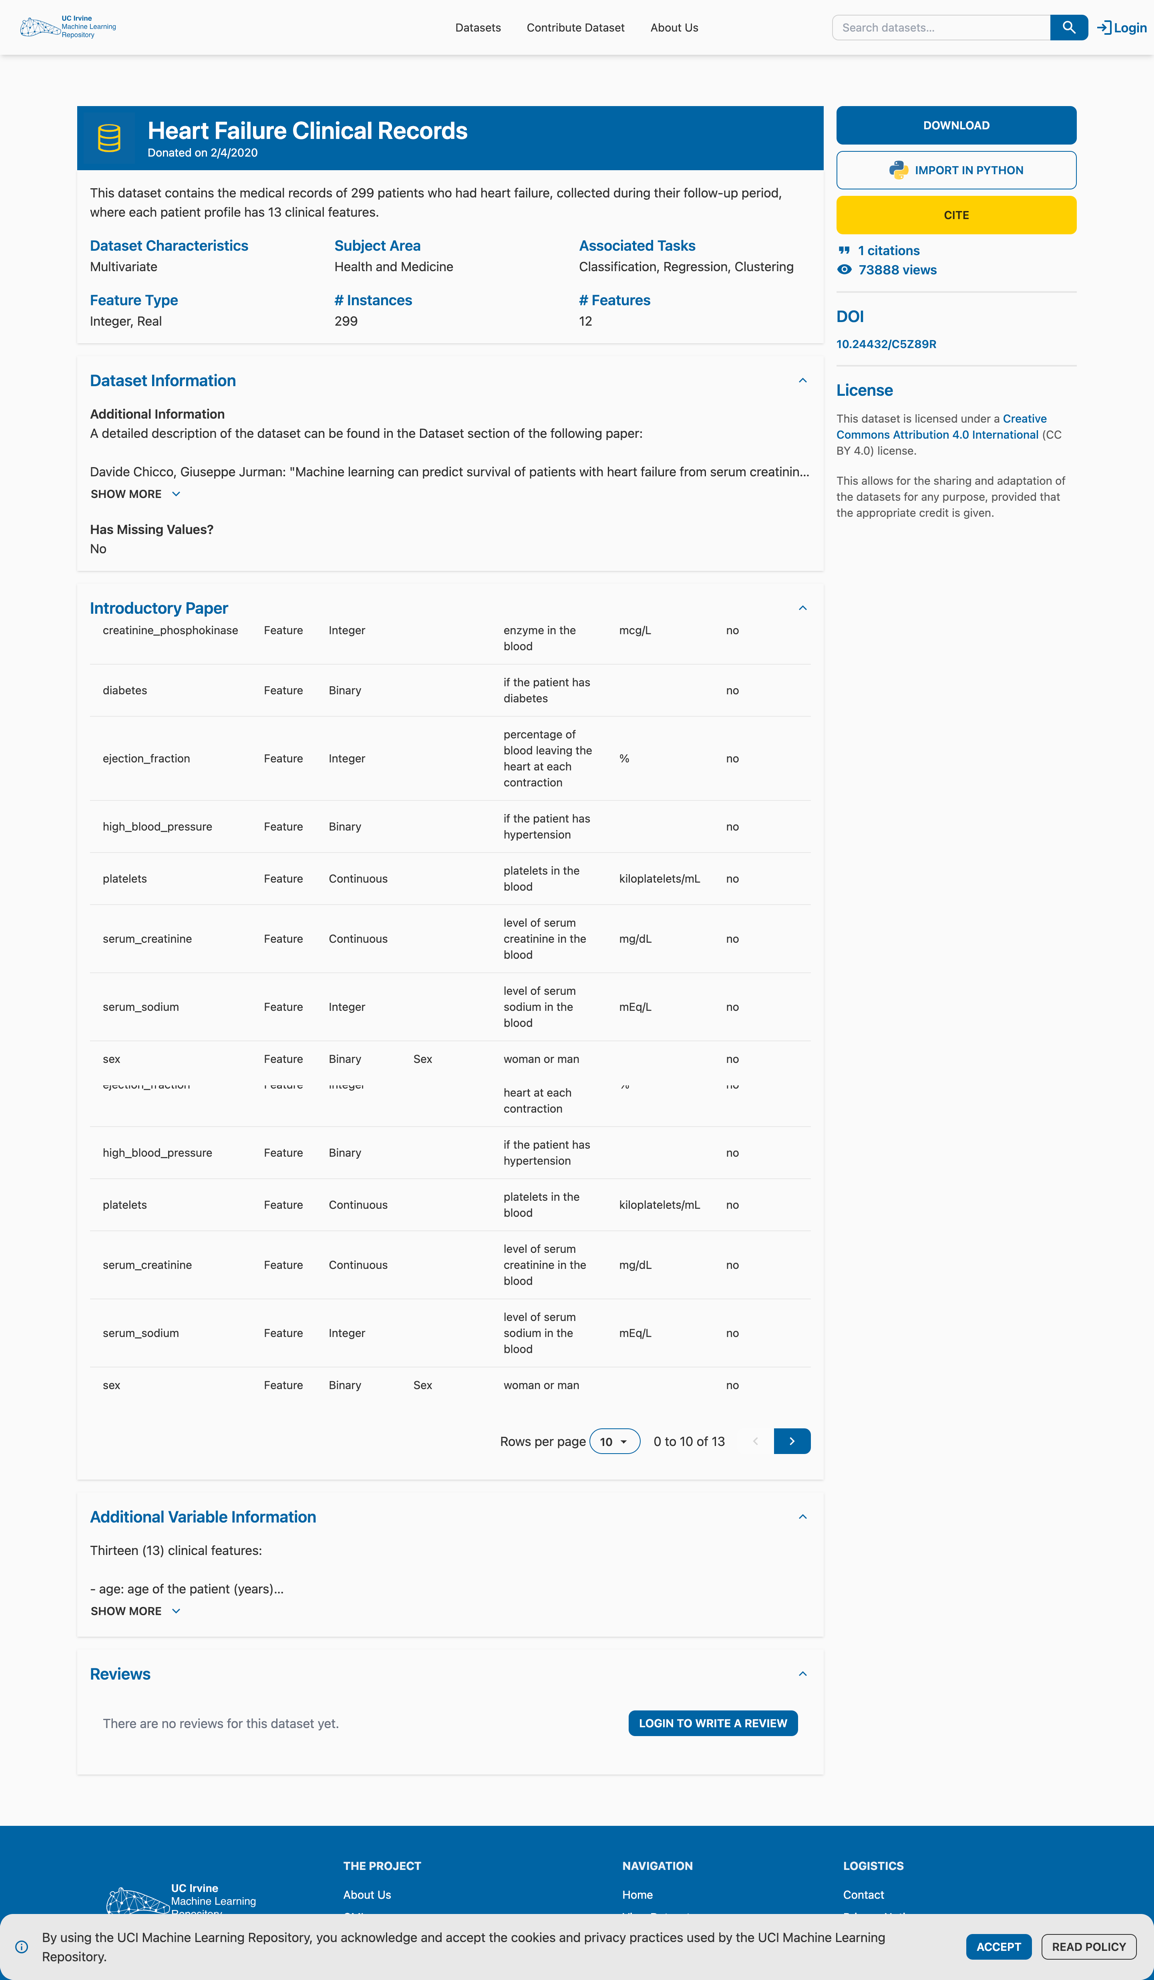 UC Irvine
Machine Learning
Repository
Datasets
Contribute Dataset
About Us
Search datasets...
Login
Heart Failure Clinical Records
Donated on 2/4/2020
This dataset contains the medical records of 299 patients who had heart failure, collected during their follow-up period,
where each patient profile has 13 clinical features.
Dataset Characteristics
Subject Area
Associated Tasks
Multivariate
Health and Medicine
Classification, Regression, Clustering
Feature Type
# Instances
# Features
Integer, Real
299
12
DOWNLOAD
IMPORT IN PYTHON
CITE
1 citations
73888 views
DOI
10.24432/C5Z89R
License
This dataset is licensed under a Creative
Commons Attribution 4.0 International (CC
BY 4.0) license.
This allows for the sharing and adaptation of
the datasets for any purpose, provided that
the appropriate credit is given.
Dataset Information
Additional Information
A detailed description of the dataset can be found in the Dataset section of the following paper:
Davide Chicco, Giuseppe Jurman: "Machine learning can predict survival of patients with heart failure from serum creatinin...
SHOW MORE
Has Missing Values?
No
Introductory Paper
creatinine_phosphokinase Feature Integer enzyme in the mcg/L no
blood
diabetes Feature Binary if the patient has no
diabetes
percentage of
blood leaving the
ejection_fraction Feature Integer heart at each % no
contraction
high_blood_pressure Feature Binary if the patient has no
hypertension
platelets Feature Continuous platelets in the kiloplatelets/mL no
blood
level of serum
serum_creatinine Feature Continuous creatinine in the mg/dL no
blood
level of serum
serum_sodium Feature Integer sodium in the mEq/L no
blood
sex Feature Binary Sex woman or man no
ejection_fraction Feature Integer heart at each % no
contraction
high_blood_pressure Feature Binary if the patient has no
hypertension
platelets Feature Continuous platelets in the kiloplatelets/mL no
blood
level of serum
serum_creatinine Feature Continuous creatinine in the mg/dL no
blood
level of serum
serum_sodium Feature Integer sodium in the mEq/L no
blood
sex Feature Binary Sex woman or man no
Rows per page 10 0 to 10 of 13
Additional Variable Information
Thirteen (13) clinical features:
- age: age of the patient (years)...
SHOW MORE
Reviews
There are no reviews for this dataset yet.
LOGIN TO WRITE A REVIEW
UC Irvine
Machine Learning
Repository
THE PROJECT
About Us
NAVIGATION
Home
LOGISTICS
Contact
By using the UCI Machine Learning Repository, you acknowledge and accept the cookies and privacy practices used by the UCI Machine Learning
Repository.
ACCEPT
READ POLICY